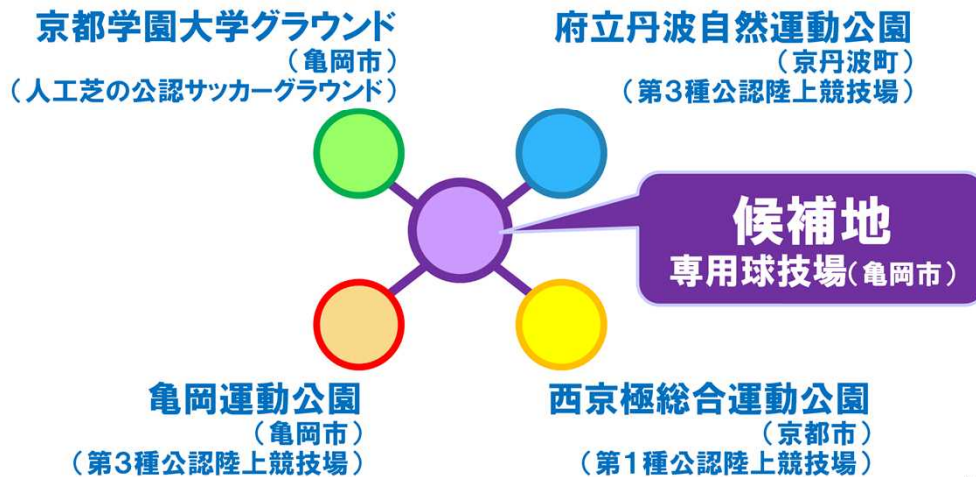 京都学園大学グラウンド
（亀岡市）
（人工芝の公認サッカーグラウンド）
府立丹波自然運動公園
（京丹波町）
（第3種公認陸上競技場）
候補地
専用球技場（亀岡市）
亀岡運動公園
（亀岡市）
（第3種公認陸上競技場）
西京極総合運動公園
（京都市）
（第1種公認陸上競技場）